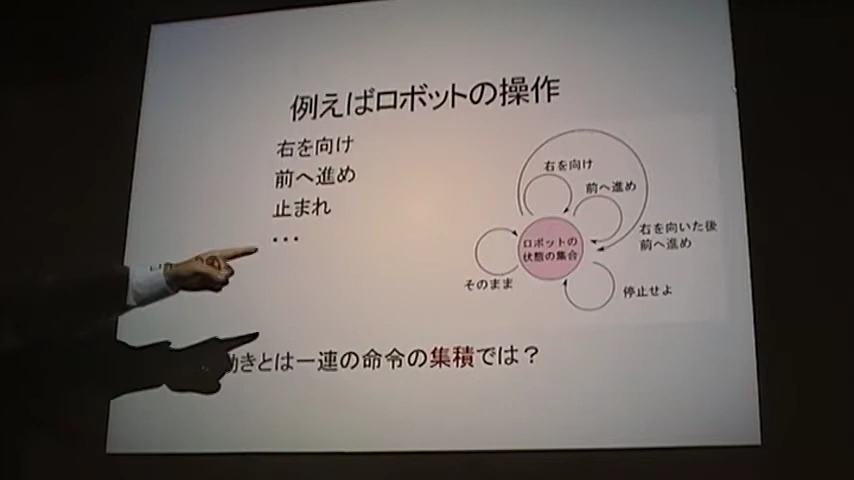 例えばロボットの操作
右を向け
前へ進め
止まれ
・・・
右を向け
前へ進め
右を向いた後
前へ進め
ロボットの
状態の集合
そのまま
停止せよ
きとは一連の命令の集積では？